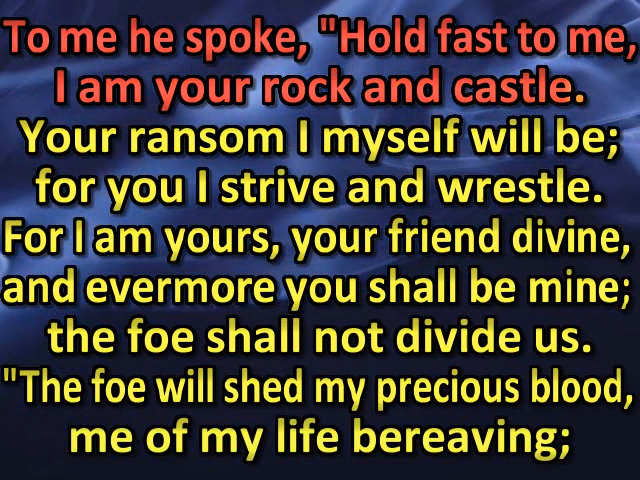 To me he spoke, "Hold fast to me,
I am your rock and castle.
Your ransom I myself will be;
for you I strive and wrestle.
For I am yours, your friend divine,
and evermore you shall be mine;
the foe shall not divide us.
"The foe will shed my precious blood,
me of my life bereaving;